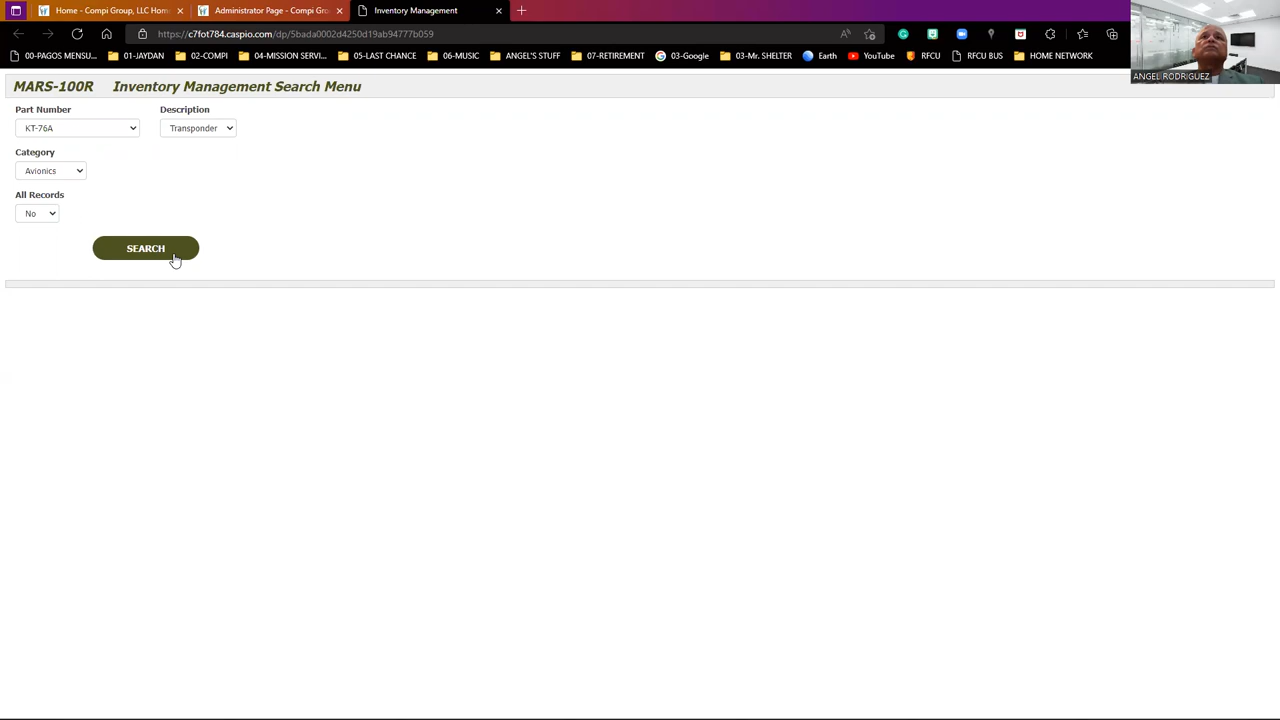 Home - Compi Group, LLC Hom
Administrator Page - Compi Gro
Inventory Management
https://c7fot784.caspio.com/dp/5bada0002d4250d19ab94777b059
00-PAGOS MENSU...
01-JAYDAN
02-COMPI
04-MISSION SERVI...
05-LAST CHANCE
06-MUSIC
ANGEL'S STUFF
07-RETIREMENT
03-Google
03-Mr. SHELTER
Earth
YouTube
RFCU
RFCU BUS
HOME NETWORK
ANGEL RODRIGUEZ
MARS-100R Inventory Management Search Menu
Part Number Description
KT-76A Transponder
Category
Avionics
All Records
No
SEARCH